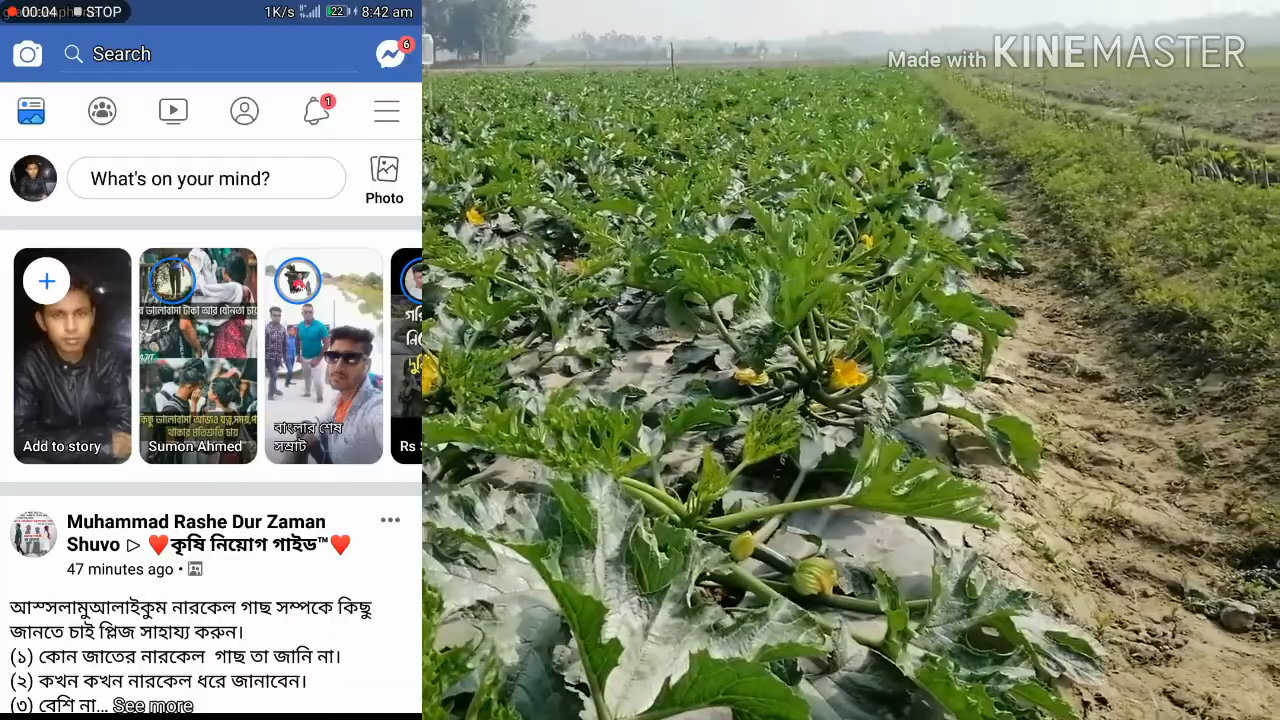 00:04 STOP 1K/s 22 8:42 am
Search
6
1
What's on your mind?
Photo
Add to story
Sumon Ahmed
বাংলার শেষ
সম্রাট
Rs
Muhammad Rashe Dur Zaman
Shuvo ▷ ❤️কৃষি নিয়োগ গাইড™❤️
47 minutes ago •
আস্সলামুআলাইকুম নারকেল গাছ সম্পকে কিছু
জানতে চাই প্লিজ সাহায্য করুন।
(১) কোন জাতের নারকেল গাছ তা জানি না।
(২) কখন কখন নারকেল ধরে জানাবেন।
(৩) বেশি না... See more
Made with KINEMASTER